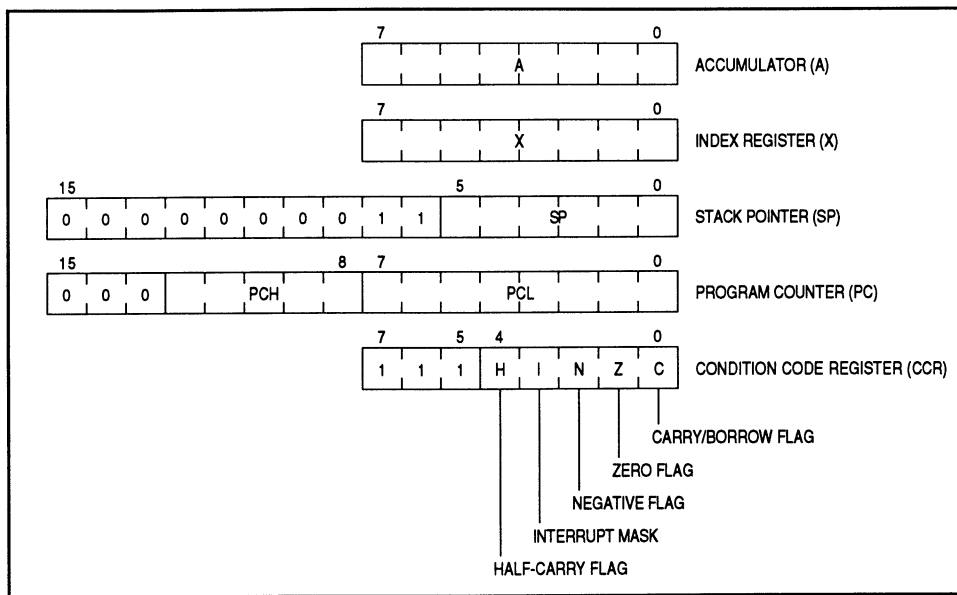 7 0
A ACCUMULATOR (A)
7 0
X INDEX REGISTER (X)
15 5 0
0 0 0 0 0 0 0 0 1 1 SP STACK POINTER (SP)
15 8 7 0
0 0 0 PCH PCL PROGRAM COUNTER (PC)
7 5 4 0
1 1 1 H I N Z C CONDITION CODE REGISTER (CCR)
CARRY/BORROW FLAG
ZERO FLAG
NEGATIVE FLAG
INTERRUPT MASK
HALF-CARRY FLAG